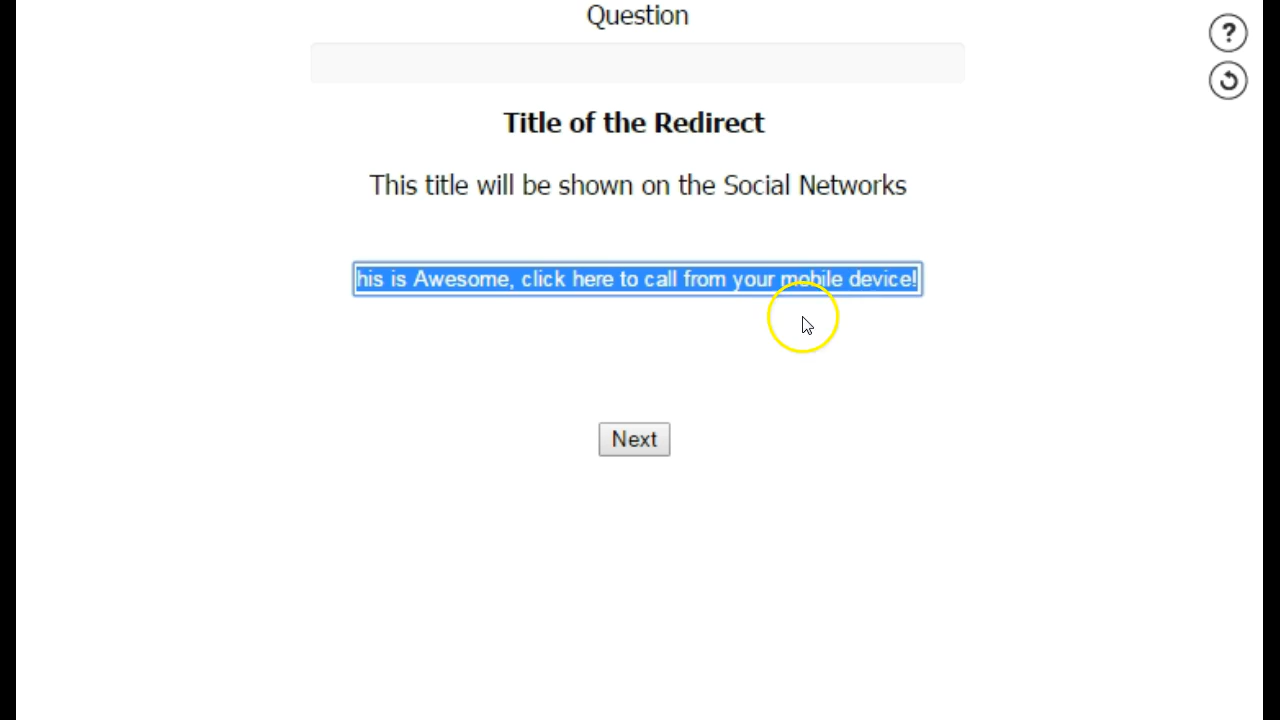 Question
?
Title of the Redirect
This title will be shown on the Social Networks
his is Awesome, click here to call from your mobile device!
Next